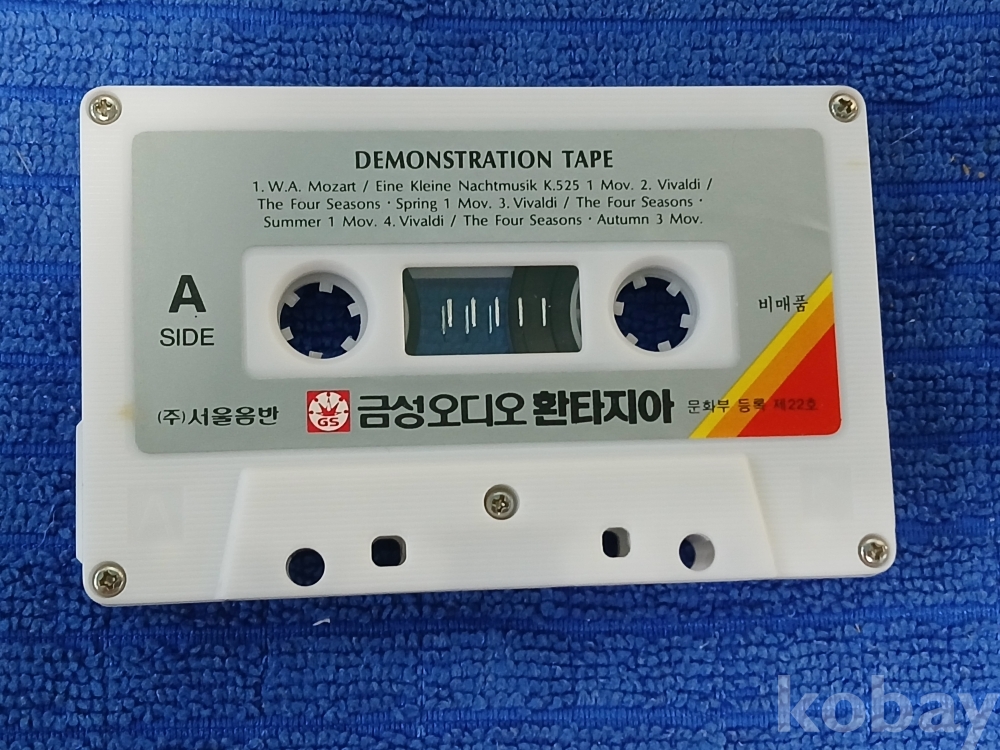 DEMONSTRATION TAPE
1. W.A. Mozart / Eine Kleine Nachtmusik K.525 1 Mov. 2. Vivaldi /
The Four Seasons · Spring 1 Mov. 3. Vivaldi / The Four Seasons ·
Summer 1 Mov. 4. Vivaldi / The Four Seasons · Autumn 3 Mov.
A
SIDE
비매품
(주)서울음반
GS
금성오디오 환타지아
문화부 등록 제22호
A
kobay